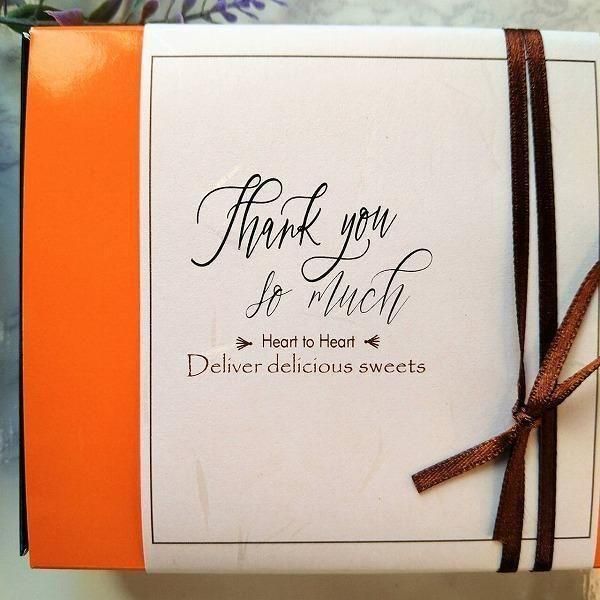 Thank you
so much
Heart to Heart
Deliver delicious sweets